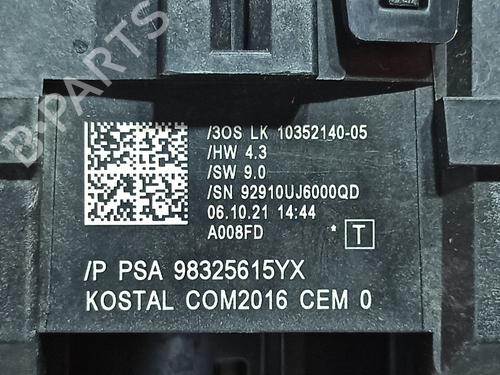 B-PARTS
/3OS LK 10352140-05
/HW 4.3
/SW 9.0
/SN 92910UJ6000QD
06.10.21 14:44
A008FD * T
/P PSA 98325615YX
KOSTAL COM2016 CEM 0